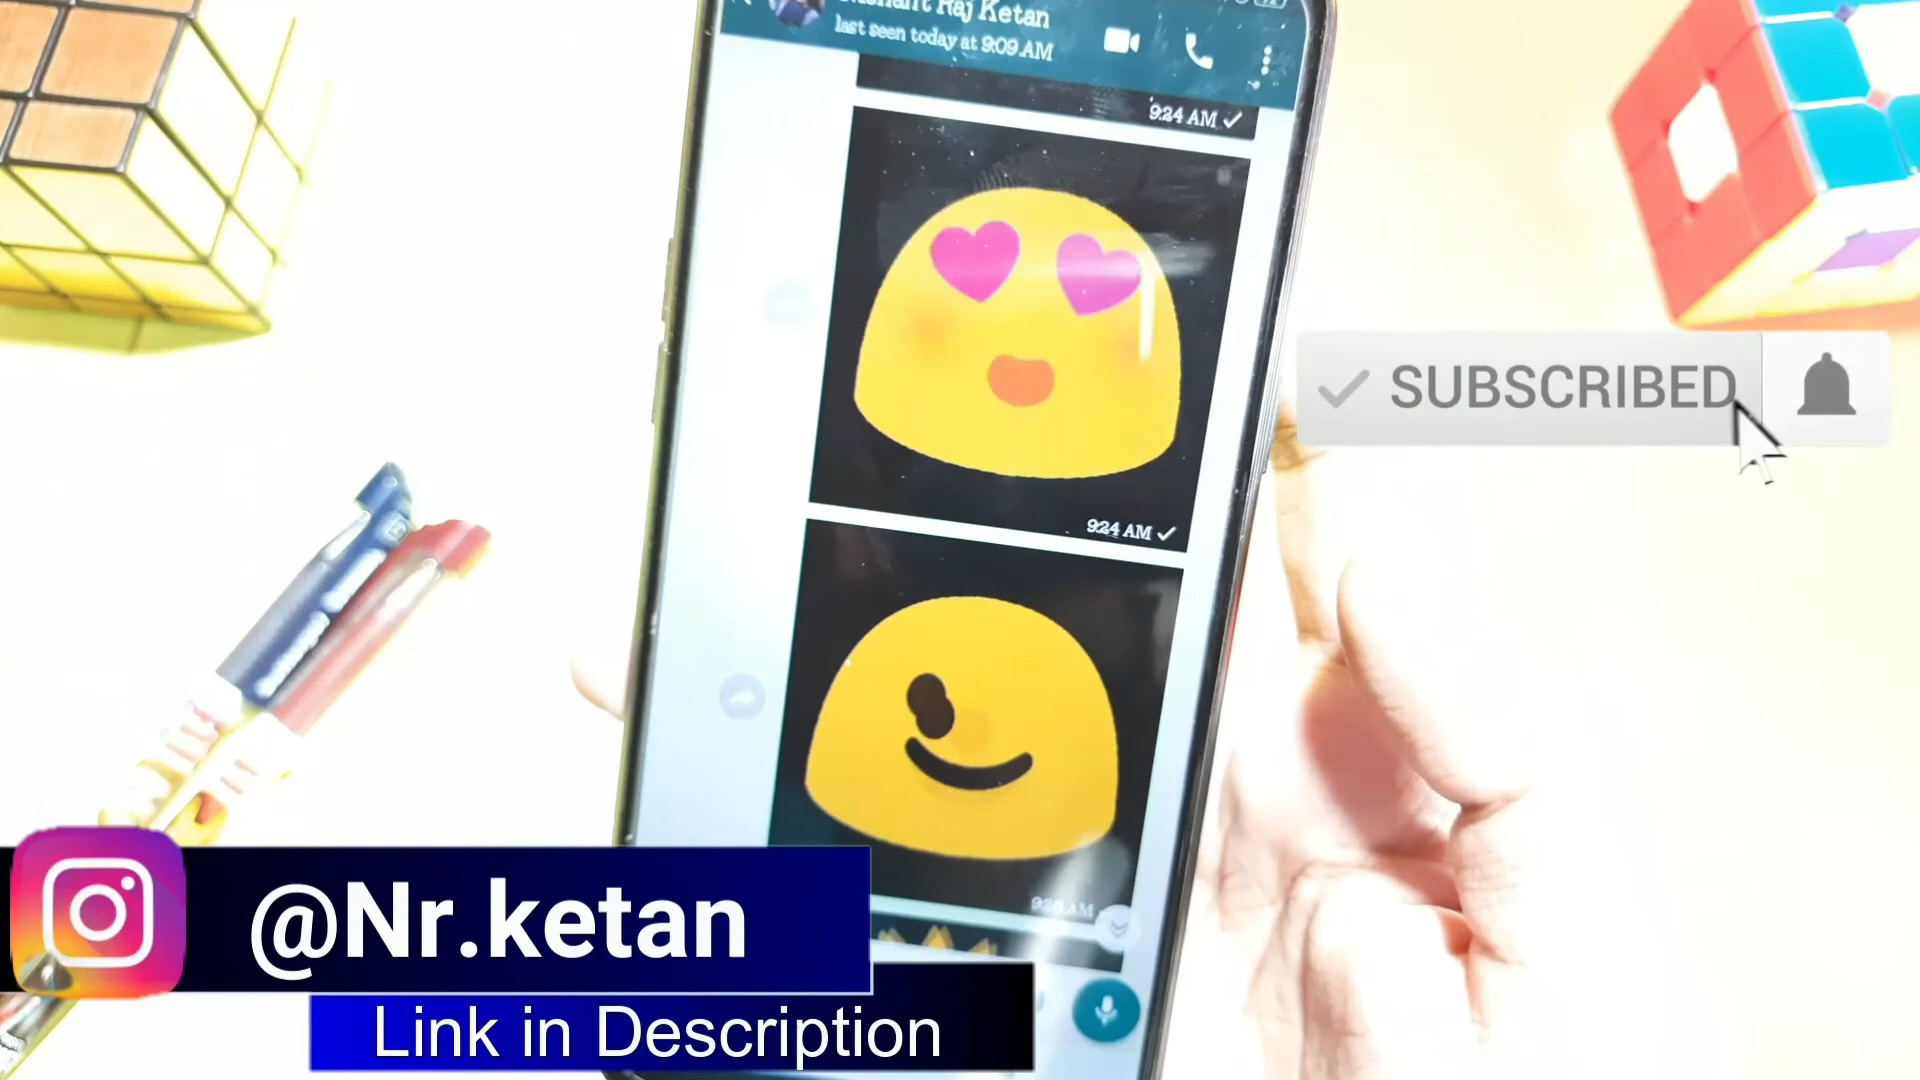 Raj Ketan
last seen today at 9:09 AM
9:24 AM
9:24 AM
SUBSCRIBED
@Nr.ketan
Link in Description